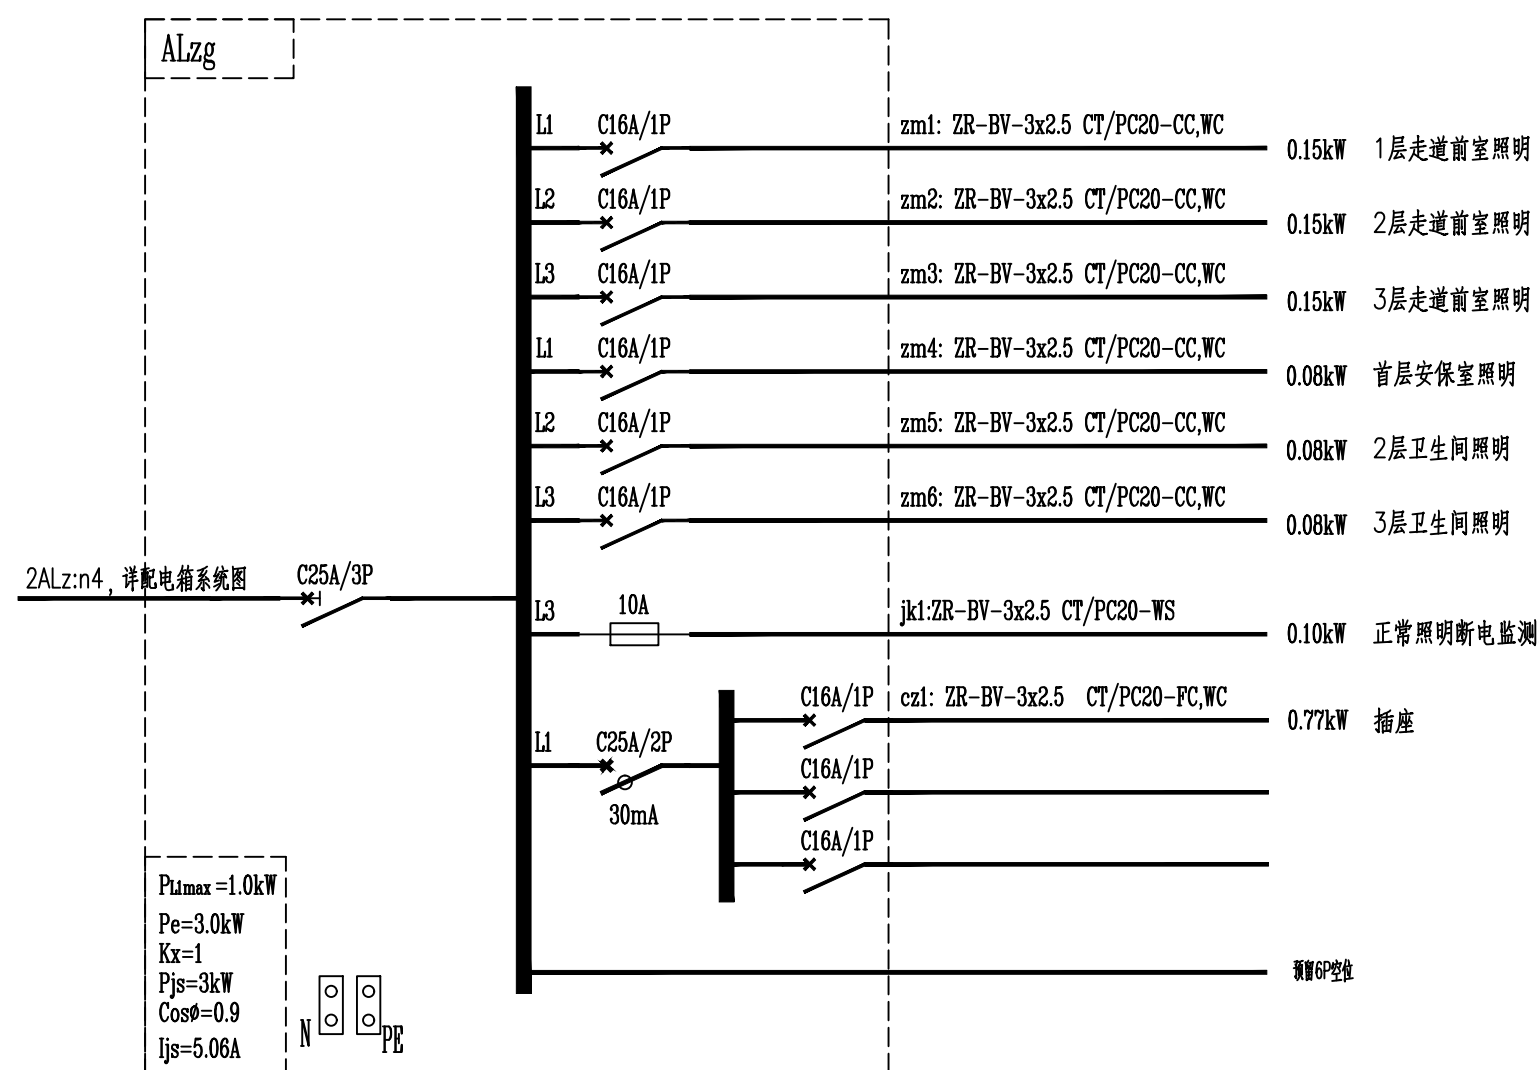 ALzg
L1 C16A/1P zm1: ZR-BV-3x2.5 CT/PC20-CC,WC 0.15kW 1层走道前室照明
L2 C16A/1P zm2: ZR-BV-3x2.5 CT/PC20-CC,WC 0.15kW 2层走道前室照明
L3 C16A/1P zm3: ZR-BV-3x2.5 CT/PC20-CC,WC 0.15kW 3层走道前室照明
L1 C16A/1P zm4: ZR-BV-3x2.5 CT/PC20-CC,WC 0.08kW 首层安保室照明
L2 C16A/1P zm5: ZR-BV-3x2.5 CT/PC20-CC,WC 0.08kW 2层卫生间照明
L3 C16A/1P zm6: ZR-BV-3x2.5 CT/PC20-CC,WC 0.08kW 3层卫生间照明
2ALz:n4, 详配电箱系统图 C25A/3P
L3 10A jk1:ZR-BV-3x2.5 CT/PC20-WS 0.10kW 正常照明断电监测
C16A/1P cz1: ZR-BV-3x2.5 CT/PC20-FC,WC 0.77kW 插座
L1 C25A/2P
C16A/1P
30mA
C16A/1P
PL1max=1.0kW
Pe=3.0kW
Kx=1
预留6P空位
Pjs=3kW
Cosø=0.9
N PE
Ijs=5.06A